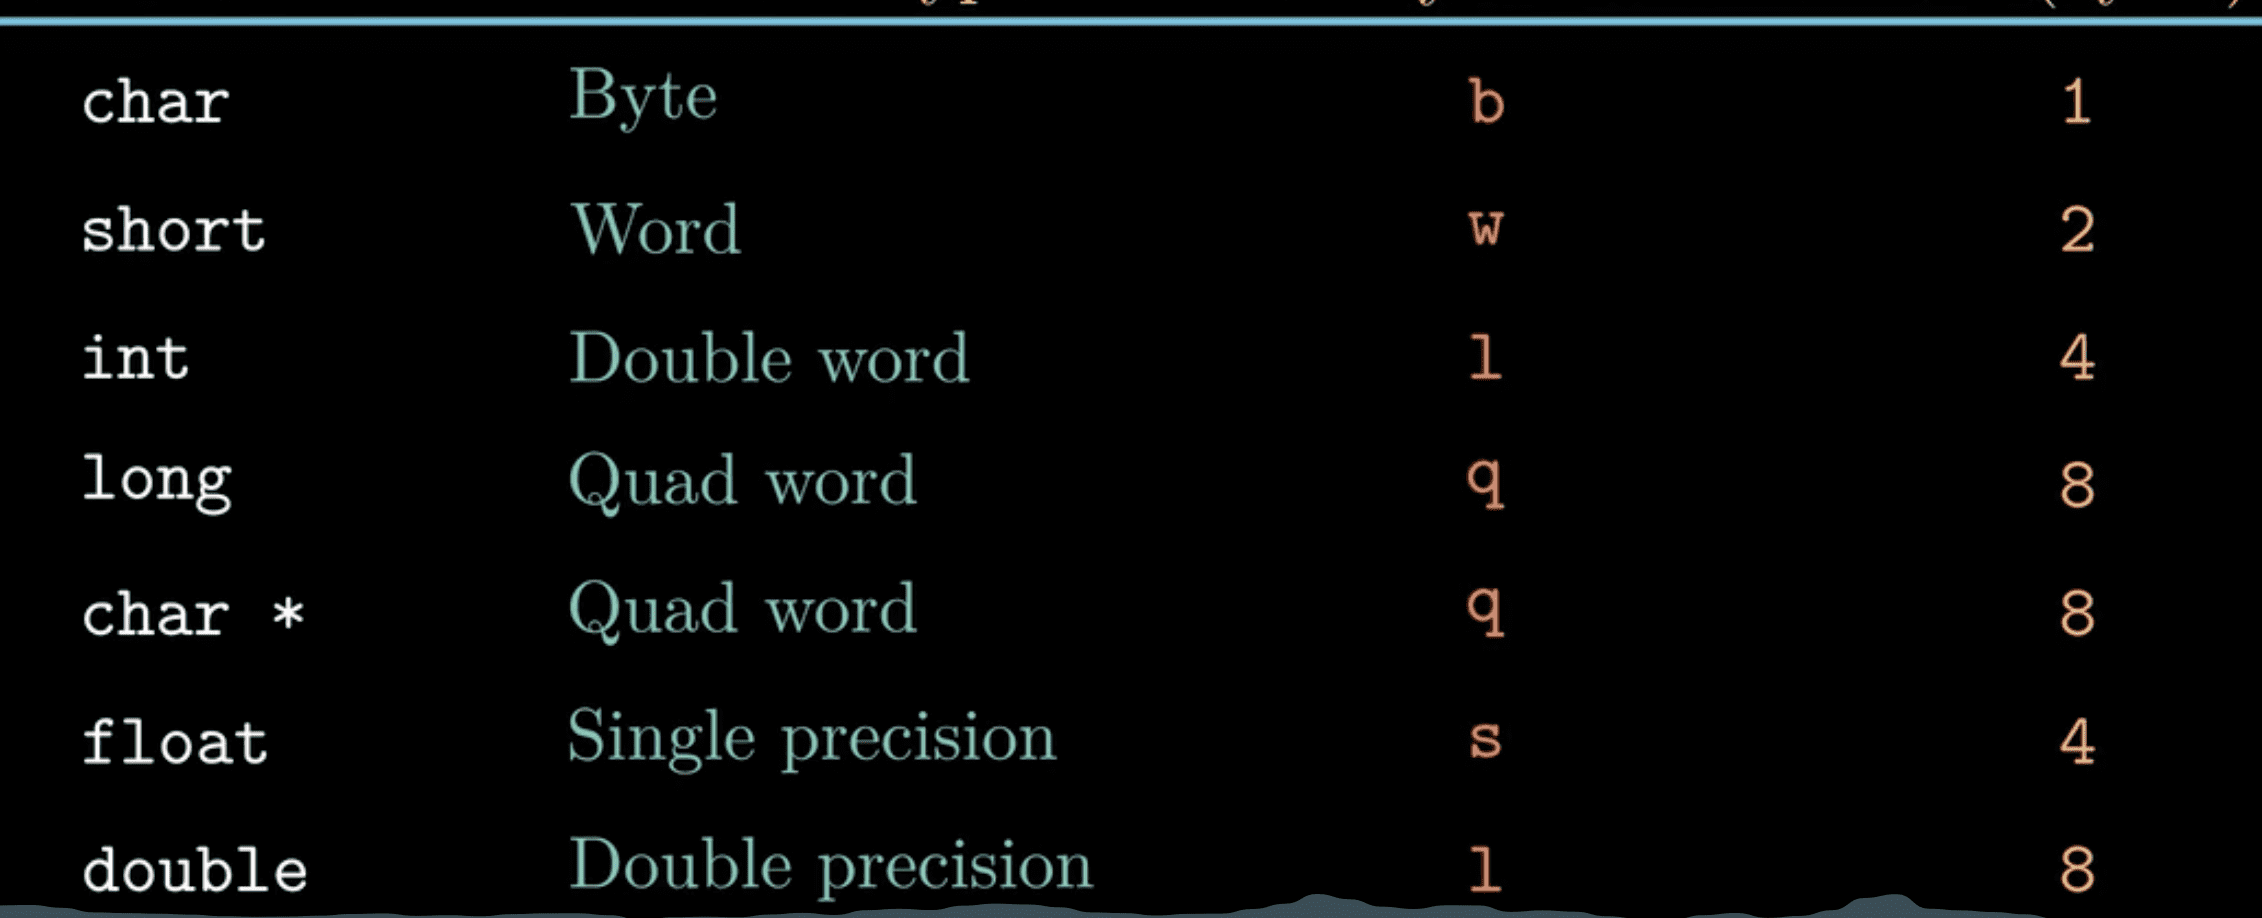 char Byte b 1
short Word w 2
int Double word l 4
long Quad word q 8
char * Quad word q 8
float Single precision s 4
double Double precision l 8